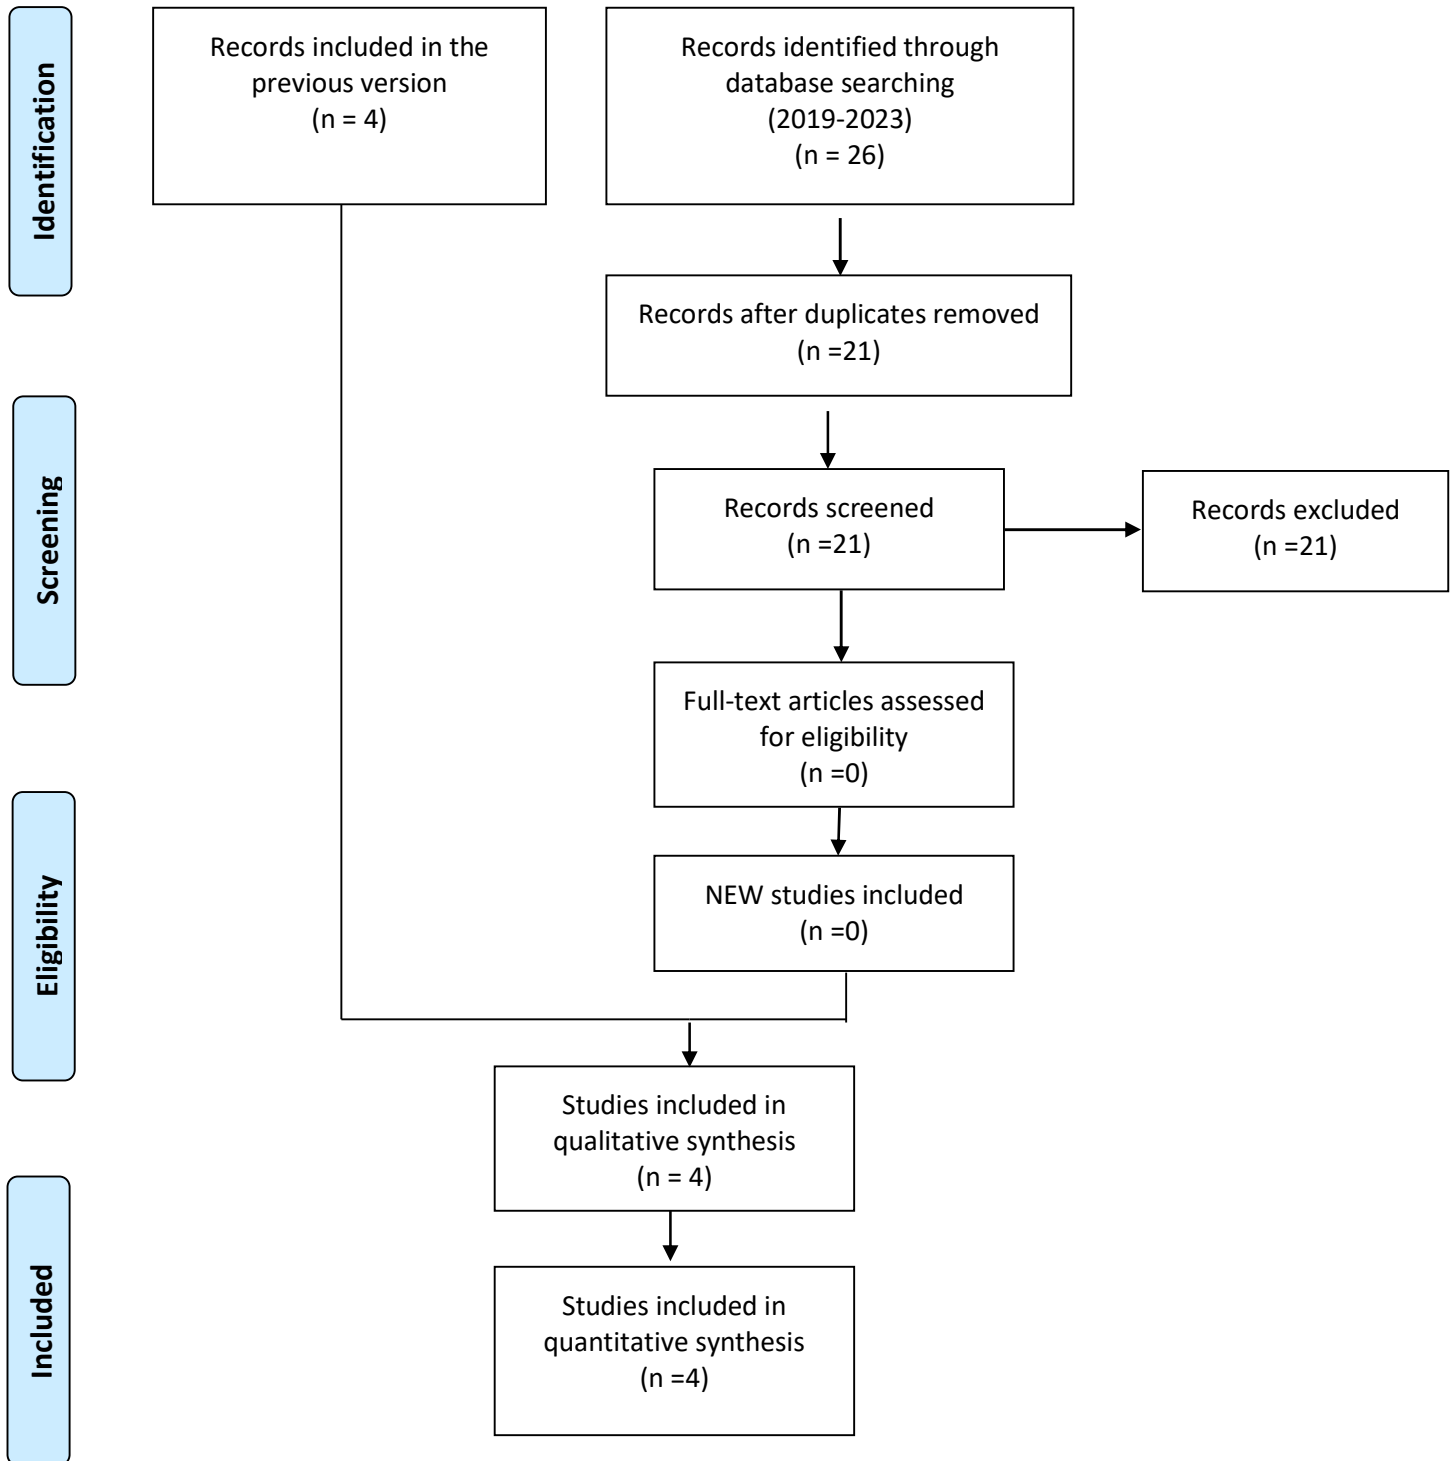 Identification
Records included in the
previous version
(n = 4)
Records identified through
database searching
(2019-2023)
(n = 26)
Records after duplicates removed
(n =21)
Screening
Records screened
(n =21)
Records excluded
(n =21)
Full-text articles assessed
for eligibility
(n =0)
Eligibility
NEW studies included
(n =0)
Studies included in
qualitative synthesis
(n = 4)
Included
Studies included in
quantitative synthesis
(n =4)